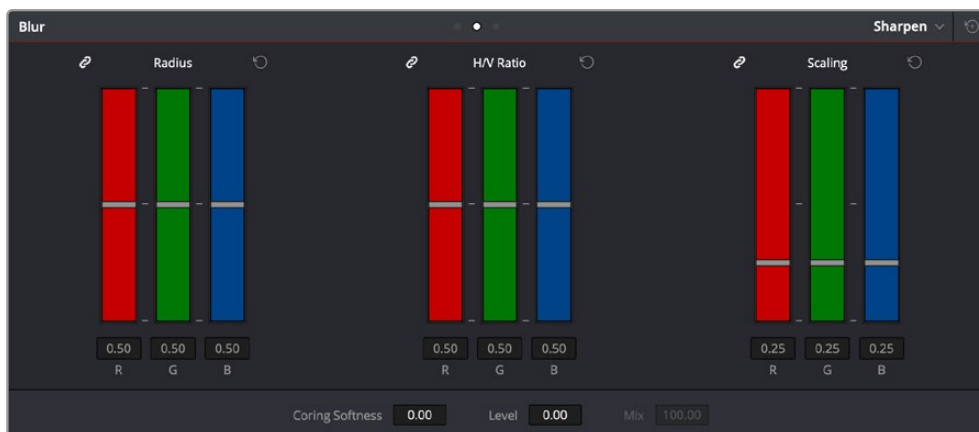 Blur Sharpen
Radius H/V Ratio Scaling
0.50 0.50 0.50 0.50 0.50 0.50 0.25 0.25 0.25
R G B R G B R G B
Coring Softness 0.00 Level 0.00 Mix 100.00